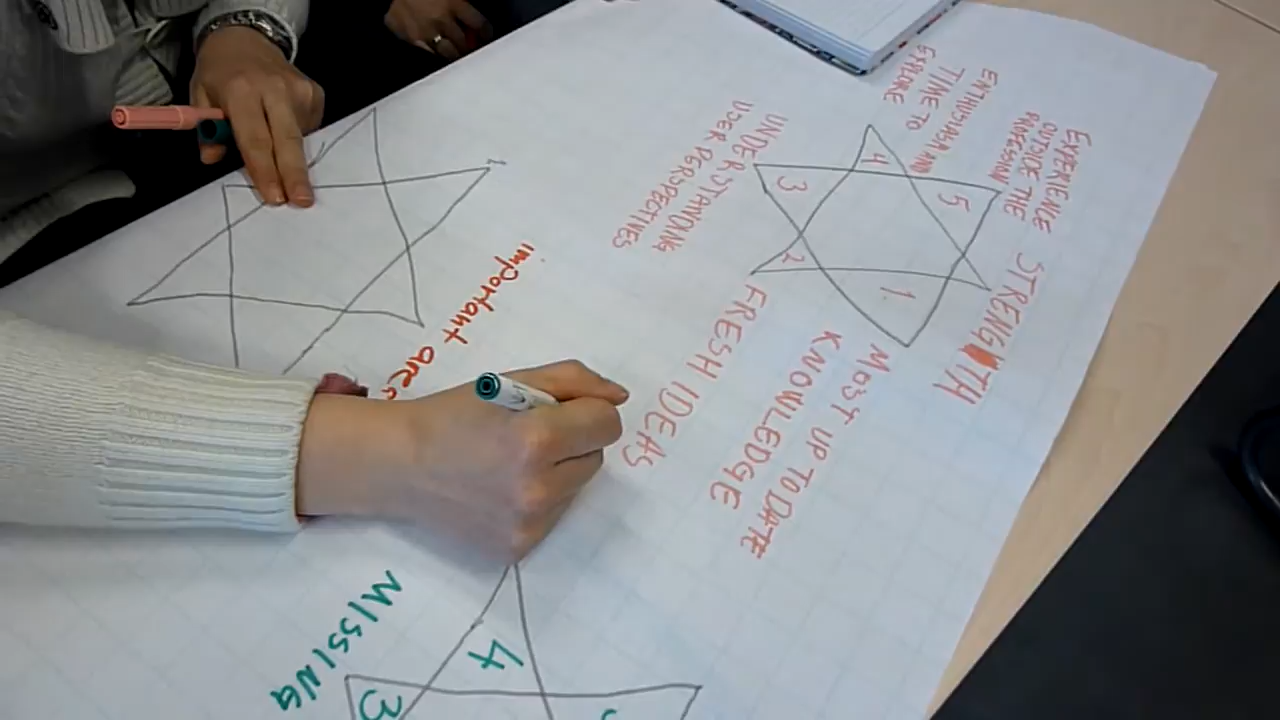 EXPERIENCE
OUTSIDE THE
PROFESSION
ENTHUSIASM AND
TIME TO
EXPLORE
STRENGHTH
4
5
3
2
1.
UNDERSTANDING
USER PERSPECTIVES
FRESH IDEAS
MOST UP TO DATE
KNOWLEDGE
important
MISSING
4
3